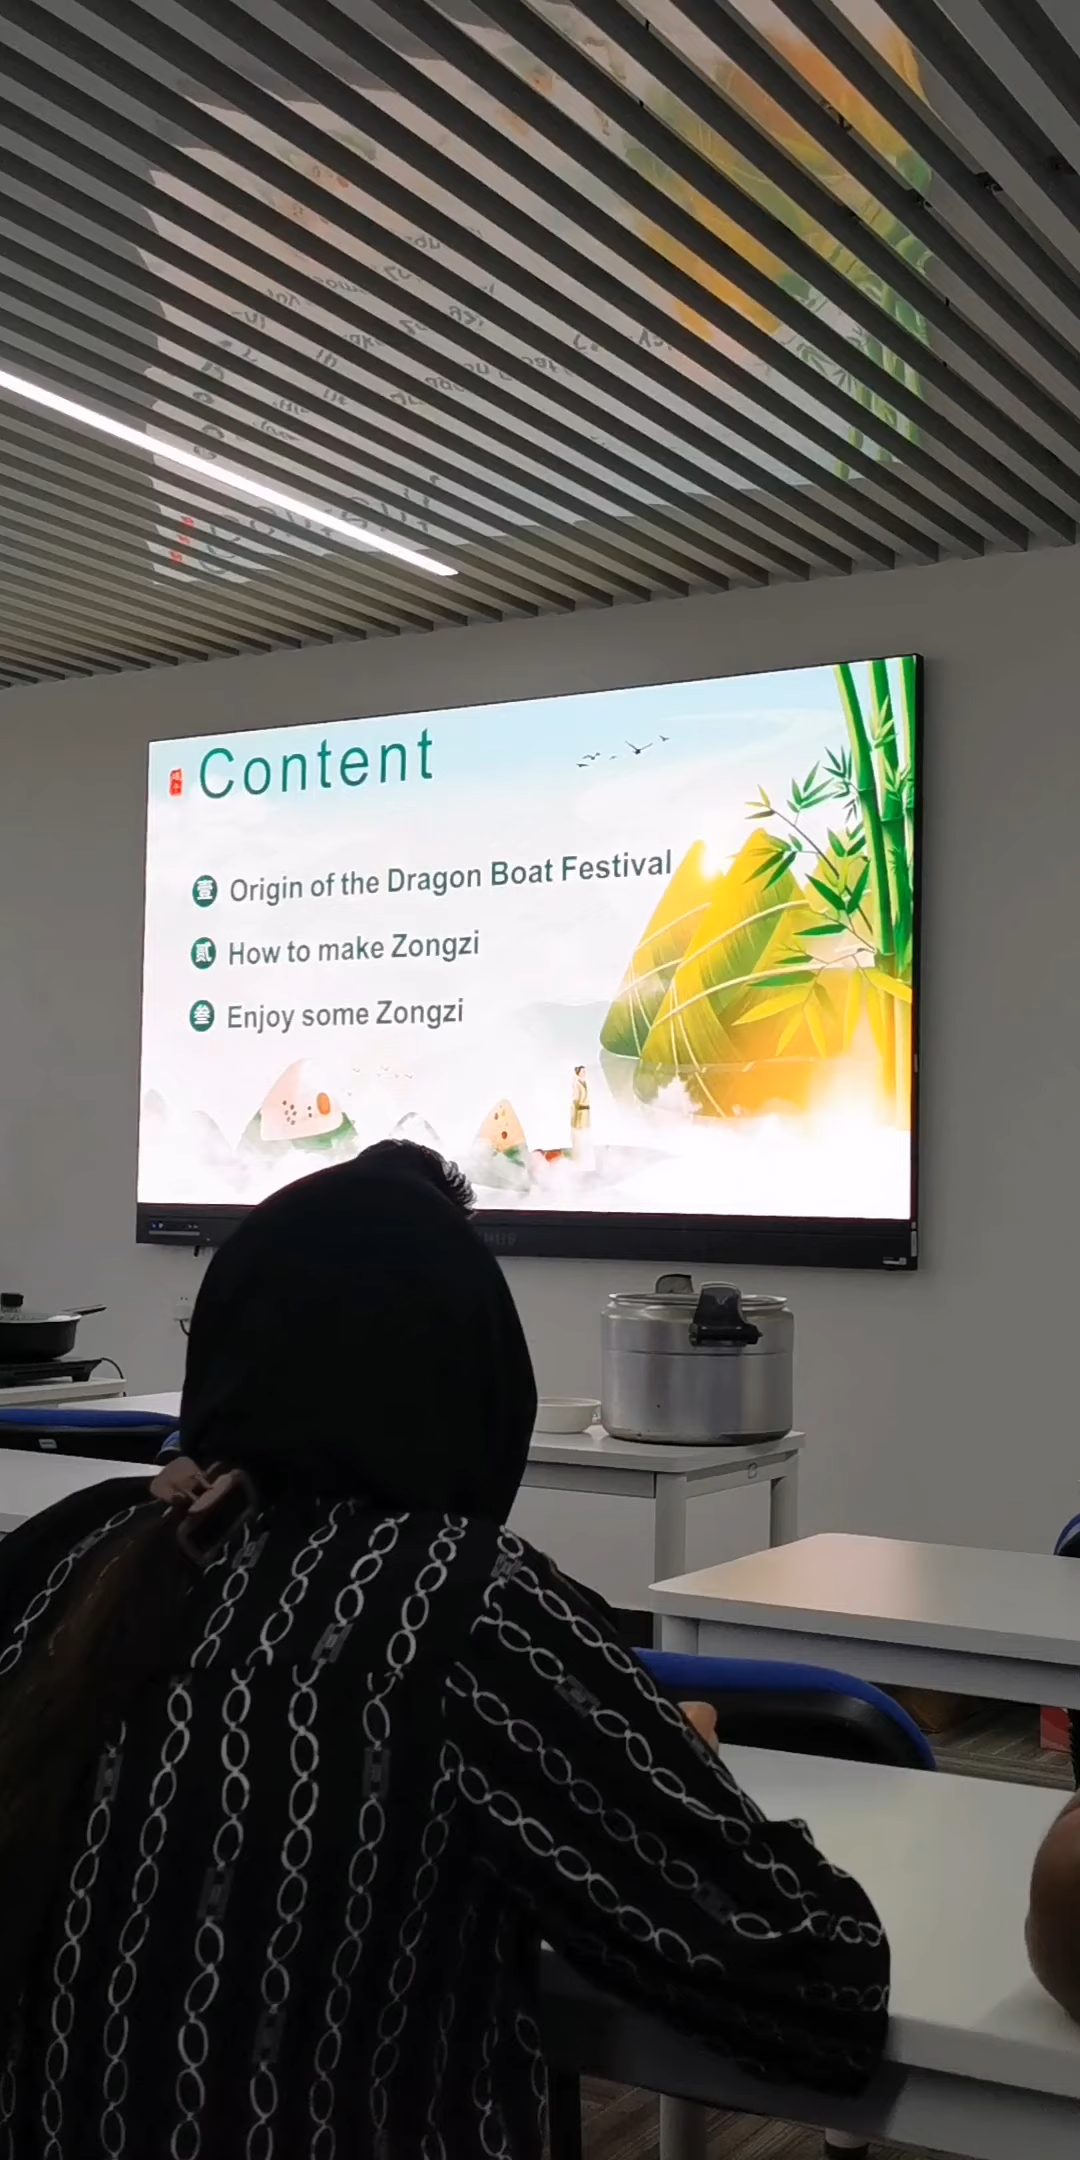 Content
壹 Origin of the Dragon Boat Festival
贰 How to make Zongzi
叁 Enjoy some Zongzi